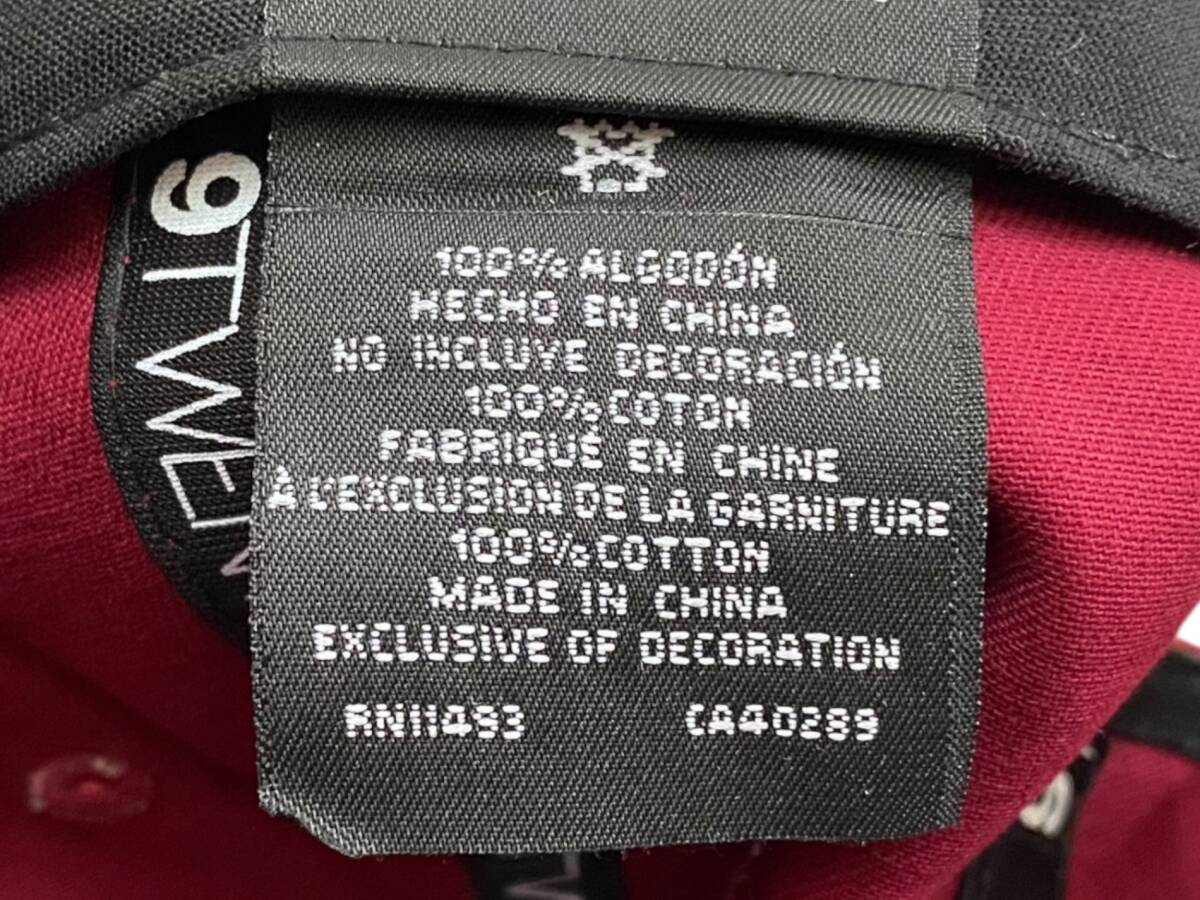 9TWEN
100% ALGODÓN
HECHO EN CHINA
NO INCLUYE DECORACIÓN
100% COTON
FABRIQUÉ EN CHINE
À L'EXCLUSION DE LA GARNITURE
100% COTTON
MADE IN CHINA
EXCLUSIVE OF DECORATION
RN11493 CA40289